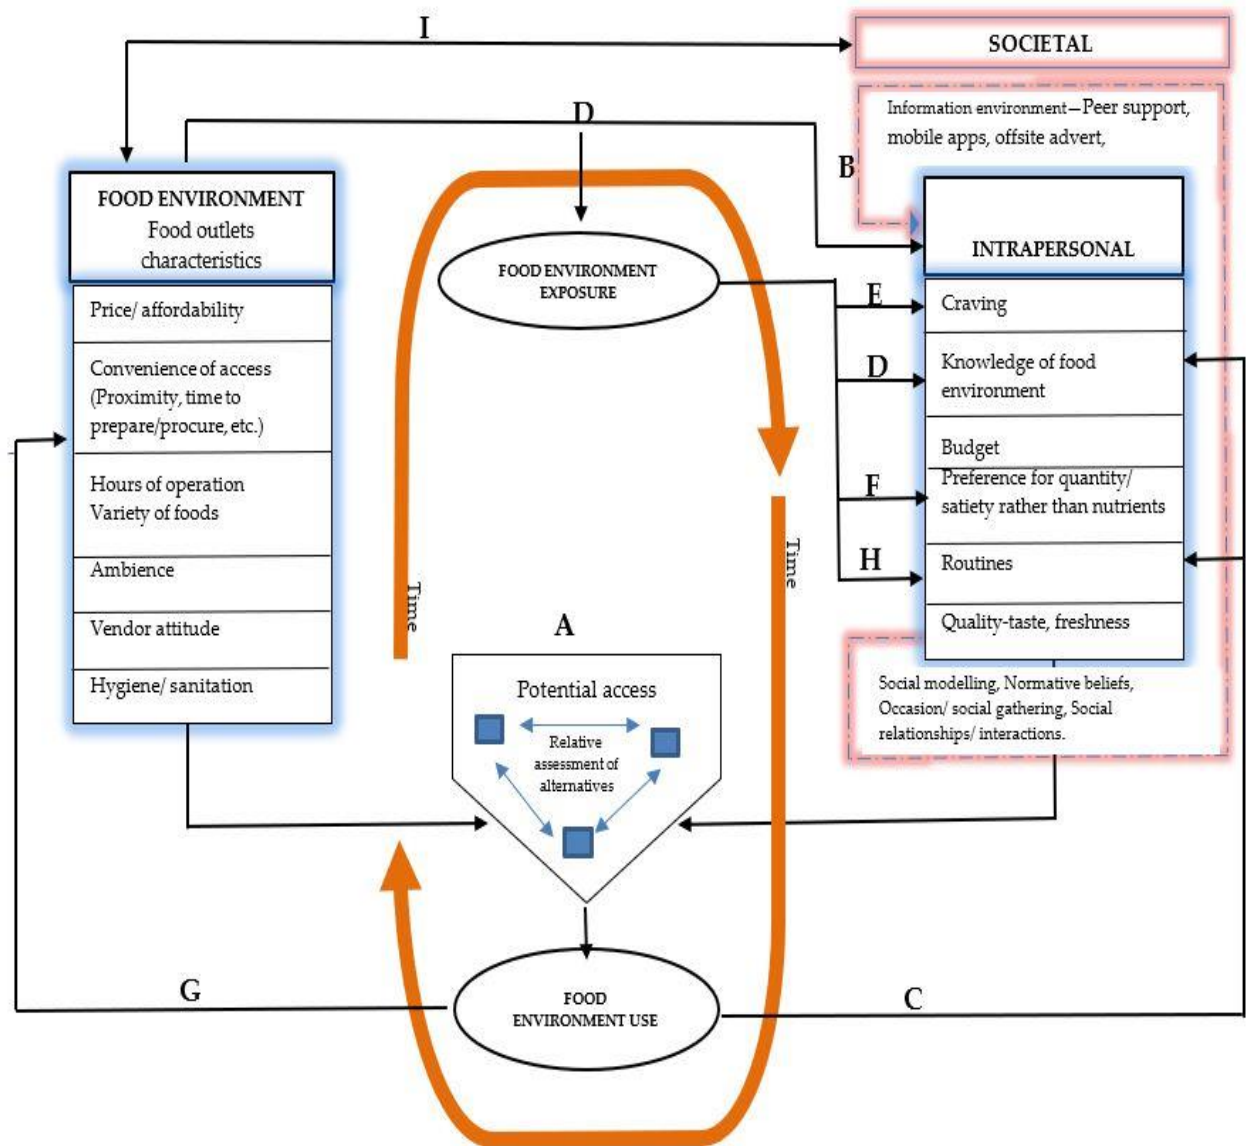 I
SOCIETAL
D
Information environment—Peer support,
mobile apps, offsite advert,
B
FOOD ENVIRONMENT
Food outlets
characteristics
FOOD ENVIRONMENT
EXPOSURE
INTRAPERSONAL
Price/ affordability
Convenience of access
(Proximity, time to
prepare/procure, etc.)
Hours of operation
Variety of foods
Ambience
Vendor attitude
Hygiene/ sanitation
E
Craving
D
Knowledge of food
environment
Budget
F
Preference for quantity/
satiety rather than nutrients
H
Routines
Quality-taste, freshness
Time
Time
A
Potential access
Relative
assessment of
alternatives
Social modelling, Normative beliefs,
Occasion/ social gathering, Social
relationships/ interactions.
G
FOOD
ENVIRONMENT USE
C